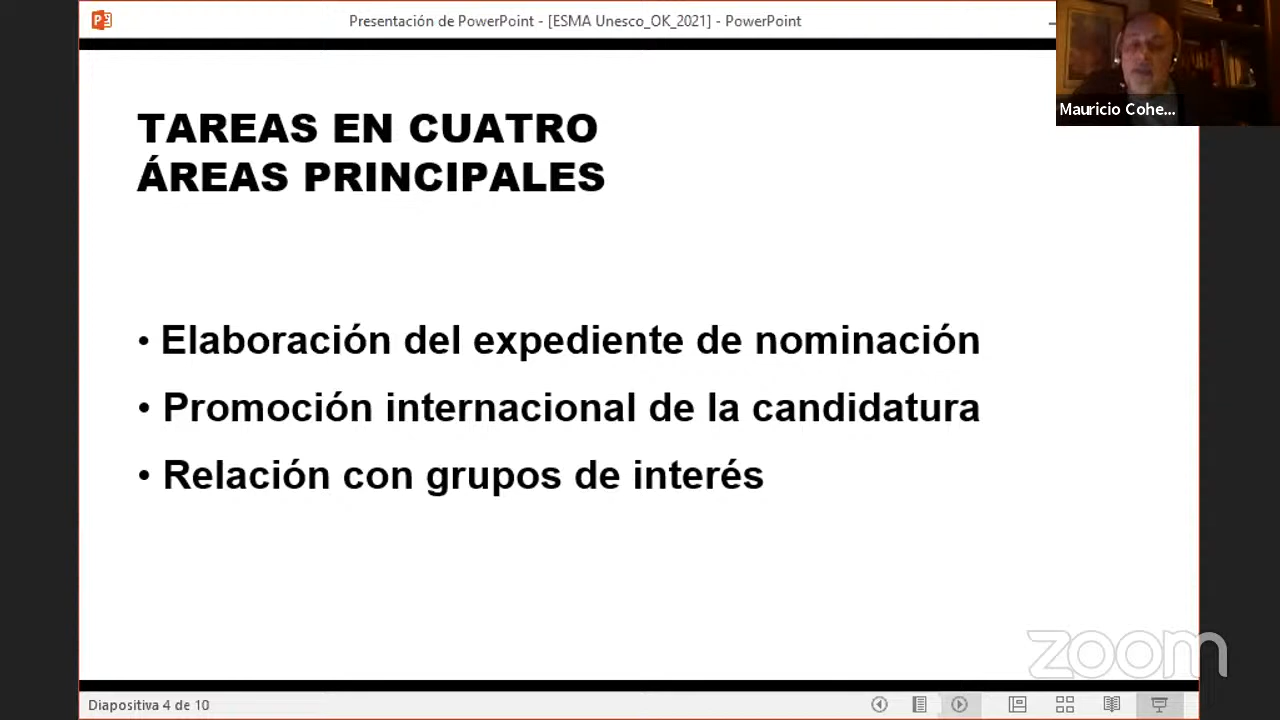 Presentación de PowerPoint - [ESMA Unesco_OK_2021] - PowerPoint
Mauricio Cohe...
TAREAS EN CUATRO
ÁREAS PRINCIPALES
• Elaboración del expediente de nominación
• Promoción internacional de la candidatura
• Relación con grupos de interés
zoom
Diapositiva 4 de 10